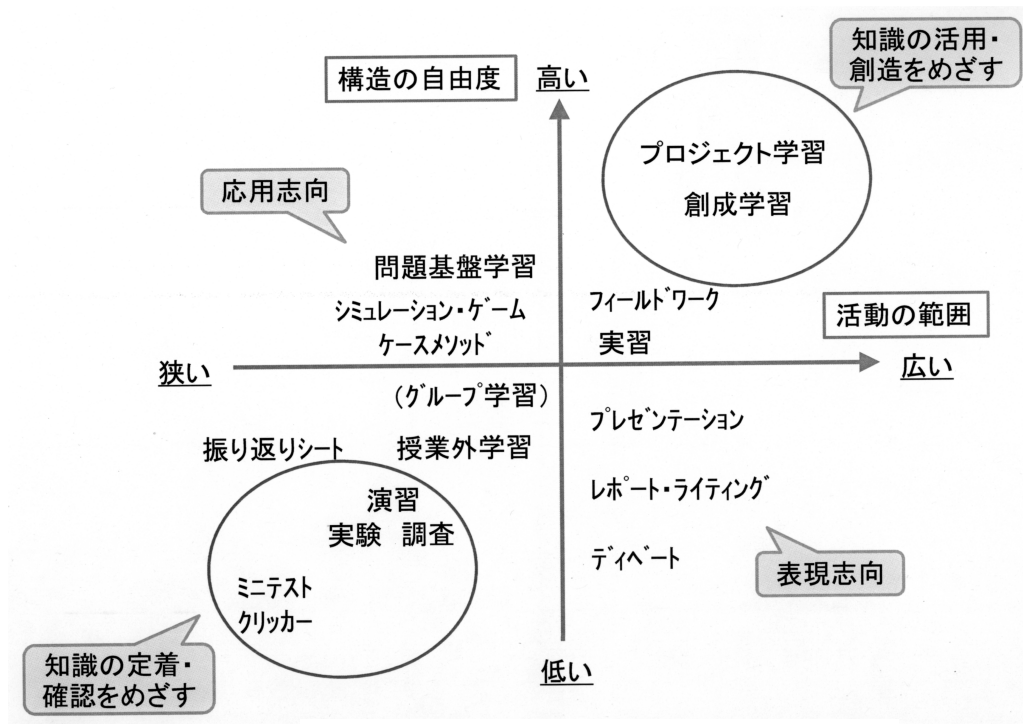 知識の活用・
創造をめざす
構造の自由度
高い
プロジェクト学習
創成学習
応用志向
問題基盤学習
シミュレーション・ゲーム
ケースメソッド
フィールドワーク
実習
活動の範囲
狭い
広い
(グループ学習)
プレゼンテーション
振り返りシート
授業外学習
レポート・ライティング
演習
実験 調査
ディベート
表現志向
ミニテスト
クリッカー
知識の定着・
確認をめざす
低い